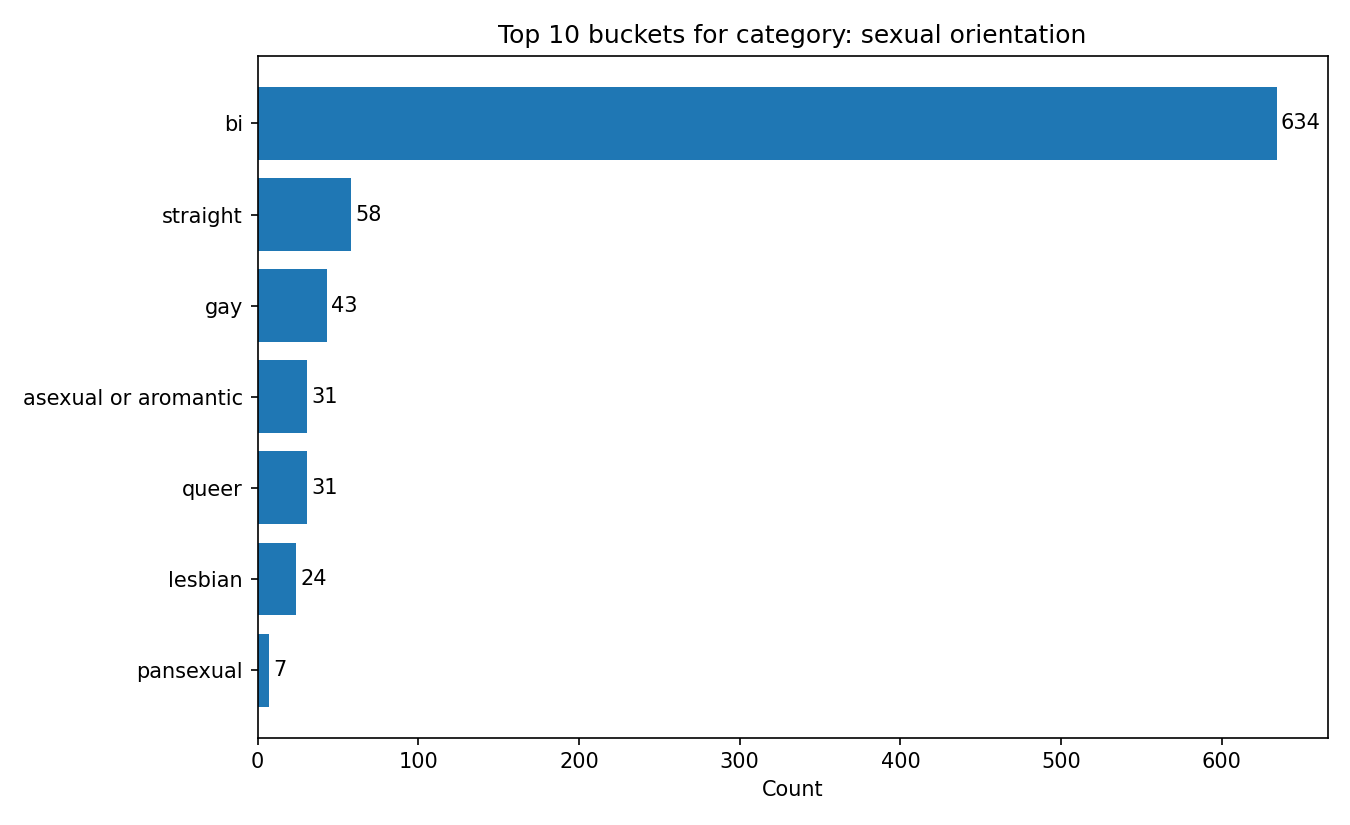 Top 10 buckets for category: sexual orientation
bi
634
straight
58
gay
43
asexual or aromantic
31
queer
31
lesbian
24
pansexual
7
0 100 200 300 400 500 600
Count